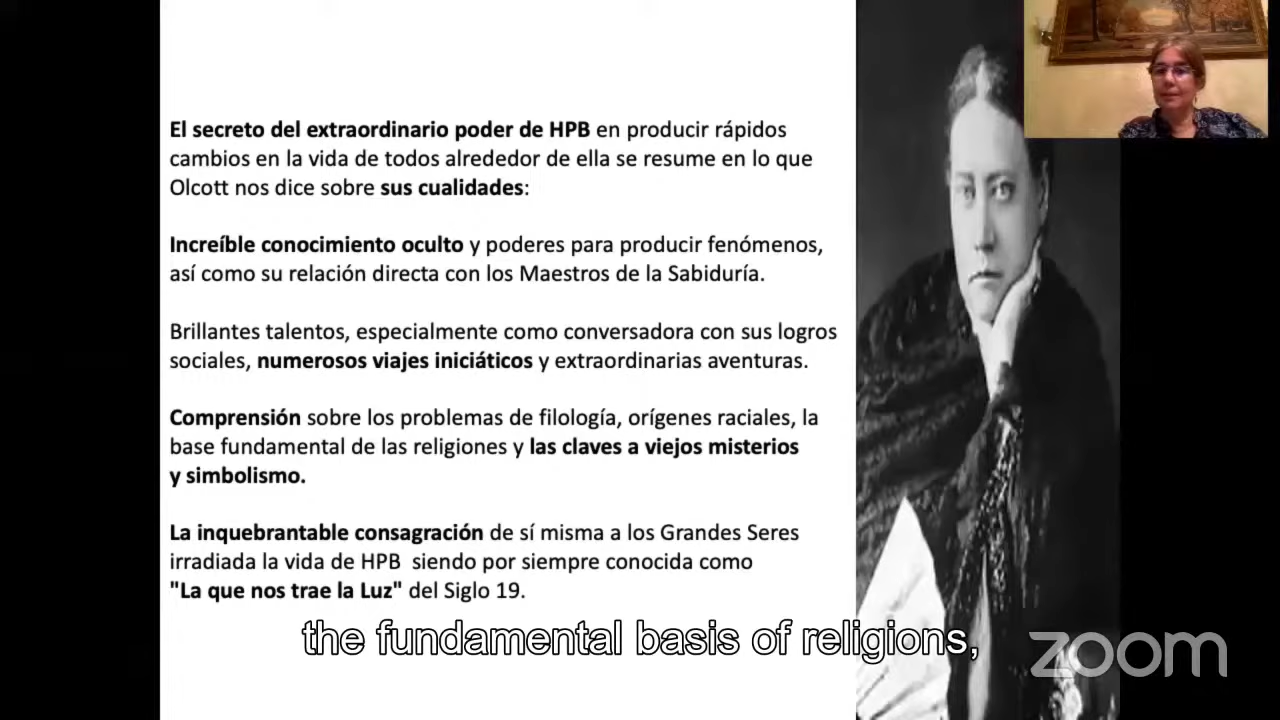 El secreto del extraordinario poder de HPB en producir rápidos
cambios en la vida de todos alrededor de ella se resume en lo que
Olcott nos dice sobre sus cualidades:
Increíble conocimiento oculto y poderes para producir fenómenos,
así como su relación directa con los Maestros de la Sabiduría.
Brillantes talentos, especialmente como conversadora con sus logros
sociales, numerosos viajes iniciáticos y extraordinarias aventuras.
Comprensión sobre los problemas de filología, orígenes raciales, la
base fundamental de las religiones y las claves a viejos misterios
y simbolismo.
La inquebrantable consagración de sí misma a los Grandes Seres
irradiada la vida de HPB siendo por siempre conocida como
"La que nos trae la Luz" del Siglo 19.
the fundamental basis of religions,
zoom